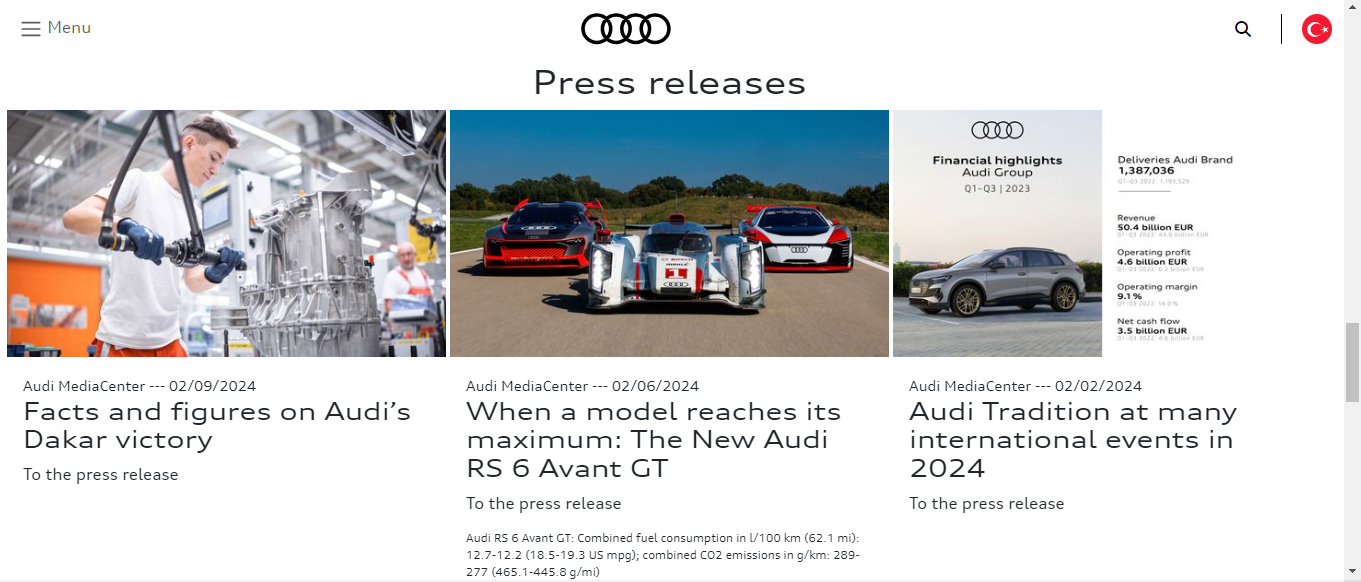 Menu
Press releases
Financial highlights
Audi Group
Q1–Q3 | 2023
Deliveries Audi Brand
1,387,036
Q1–Q3 2022: 1,193,529
Revenue
50.4 billion EUR
Q1–Q3 2022: 44.6 billion EUR
Operating profit
4.6 billion EUR
Q1–Q3 2022: 6.2 billion EUR
Operating margin
9.1 %
Q1–Q3 2022: 14.0 %
Net cash flow
3.5 billion EUR
1
Audi MediaCenter --- 02/09/2024
Facts and figures on Audi’s
Dakar victory
To the press release
Audi MediaCenter --- 02/06/2024
When a model reaches its
maximum: The New Audi
RS 6 Avant GT
To the press release
Audi RS 6 Avant GT: Combined fuel consumption in l/100 km (62.1 mi):
12.7-12.2 (18.5-19.3 US mpg); combined CO2 emissions in g/km: 289-
277 (465.1-445.8 g/mi)
Audi MediaCenter --- 02/02/2024
Audi Tradition at many
international events in
2024
To the press release